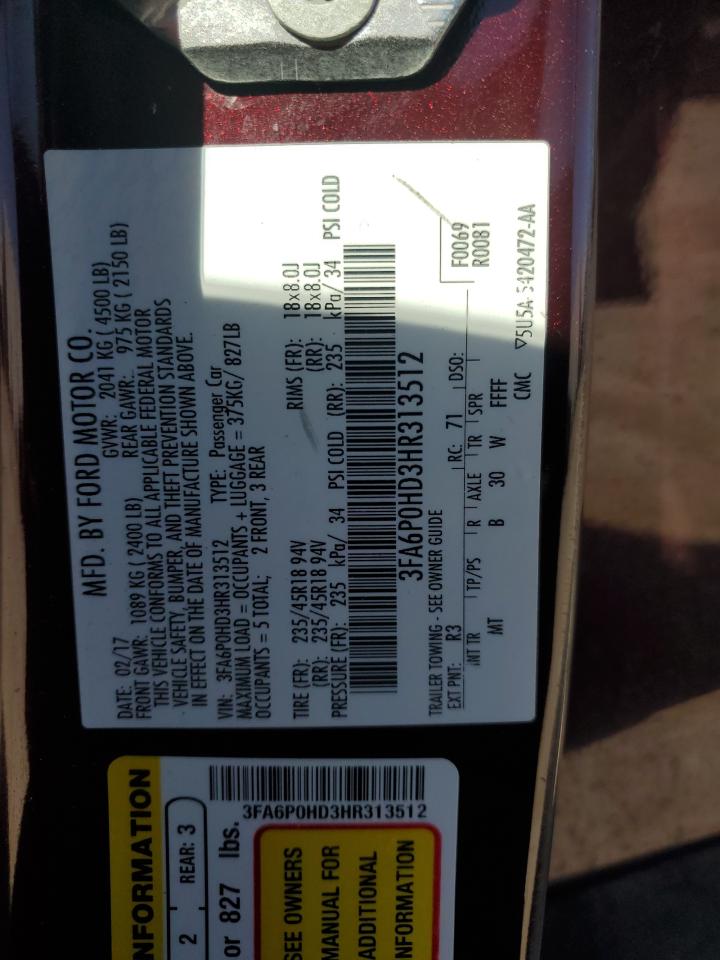 MFD. BY FORD MOTOR CO.
DATE: 02/17 GVWR: 2041 KG ( 4500 LB)
FRONT GAWR: 1089 KG ( 2400 LB) REAR GAWR: 975 KG ( 2150 LB)
THIS VEHICLE CONFORMS TO ALL APPLICABLE FEDERAL MOTOR
VEHICLE SAFETY, BUMPER, AND THEFT PREVENTION STANDARDS
IN EFFECT ON THE DATE OF MANUFACTURE SHOWN ABOVE.
VIN: 3FA6P0HD3HR313512 TYPE: Passenger Car
MAXIMUM LOAD = OCCUPANTS + LUGGAGE = 375KG/ 827LB
OCCUPANTS = 5 TOTAL; 2 FRONT, 3 REAR
TIRE (FR): 235/45R18 94V RIMS (FR): 18x8.0J
(RR): 235/45R18 94V (RR): 18x8.0J
PRESSURE (FR): 235 kPa/ 34 PSI COLD (RR): 235 kPa/ 34 PSI COLD
3FA6P0HD3HR313512
TRAILER TOWING - SEE OWNER GUIDE F0069
EXT PNT: R3 RC: 71 DSO: R0081
INT TR TP/PS R AXLE TR SPR
MT B 30 W FFFF
CMC ▽5U5A-5420472-AA
NFORMATION
2 REAR: 3
or 827 lbs.
3FA6P0HD3HR313512
SEE OWNERS
MANUAL FOR
ADDITIONAL
NFORMATION